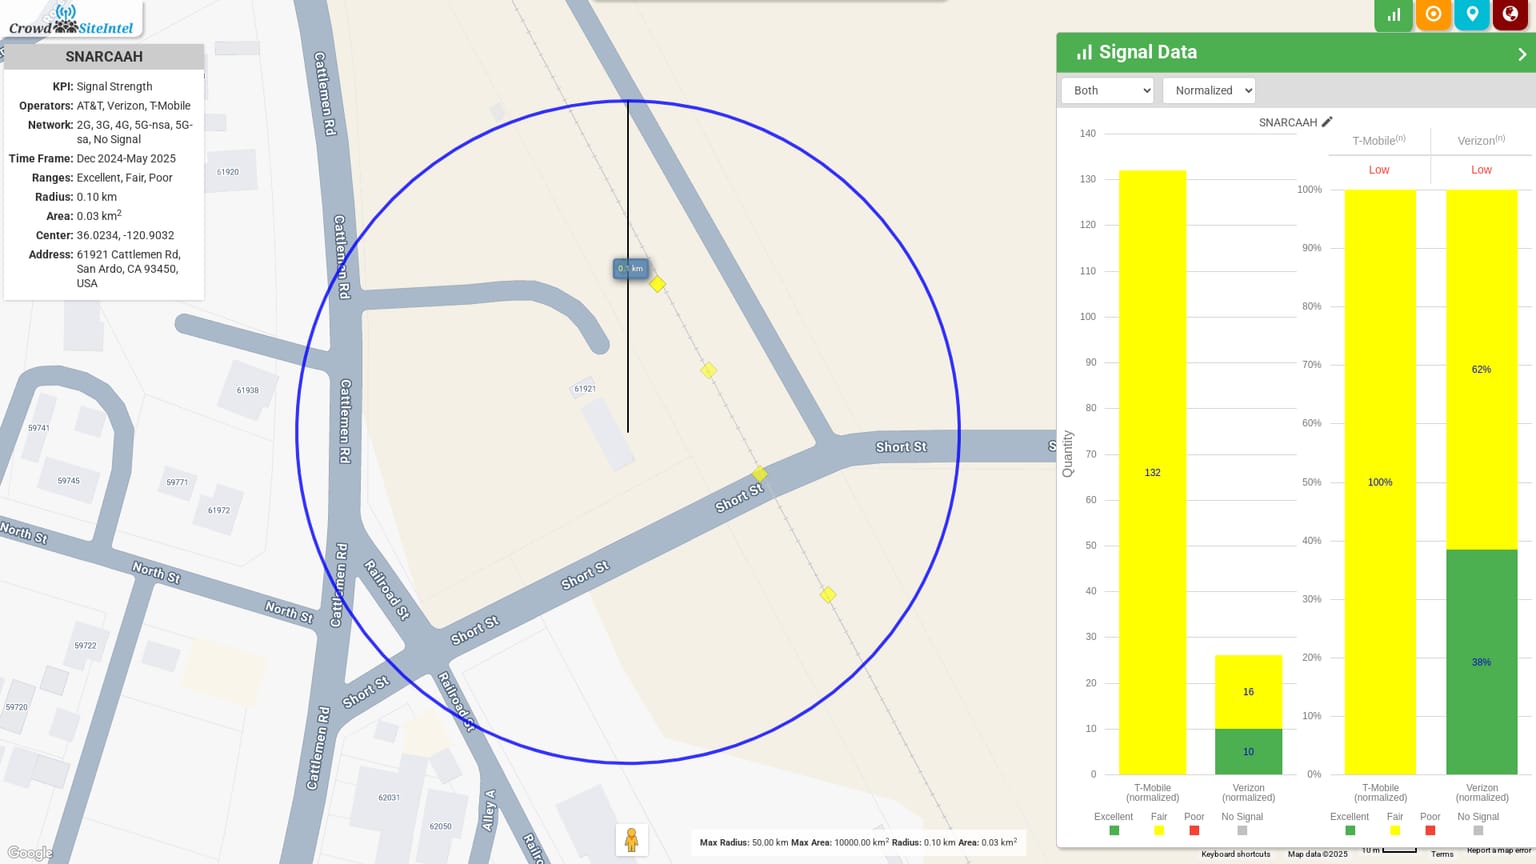 Crowd SiteIntel
SNARCAAH
KPI: Signal Strength
Operators: AT&T, Verizon, T-Mobile
Network: 2G, 3G, 4G, 5G-nsa, 5G-
sa, No Signal
Time Frame: Dec 2024-May 2025
Ranges: Excellent, Fair, Poor
Radius: 0.10 km
Area: 0.03 km2
Center: 36.0234, -120.9032
Address: 61921 Cattlemen Rd,
San Ardo, CA 93450,
USA
Cattlemen Rd
61920
Cattlemen Rd
0.1 km
61938
61921
Cattlemen Rd
59741
Short St
59745
59771
61972
Short St
North St
North St
Cattlemen Rd
Railroad St
Short St
North St
Short St
59722
Short St
Railroad St
59720
Cattlemen Rd
62031
62050
Alley A
Railro
Google
Max Radius: 50.00 km Max Area: 10000.00 km2 Radius: 0.10 km Area: 0.03 km2
Signal Data
Both
Normalized
SNARCAAH
Quantity
140
130
120
110
100
90
80
70
60
50
40
30
20
10
0
132
16
10
T-Mobile
(normalized)
Verizon
(normalized)
Excellent
Fair
Poor
No Signal
T-Mobile(n)
Verizon(n)
Low
Low
100%
90%
80%
70%
60%
50%
40%
30%
20%
10%
0%
100%
62%
38%
T-Mobile
(normalized)
Verizon
(normalized)
Excellent
Fair
Poor
No Signal
Keyboard shortcuts
Map data ©2025
10 m
Terms
Report a map error